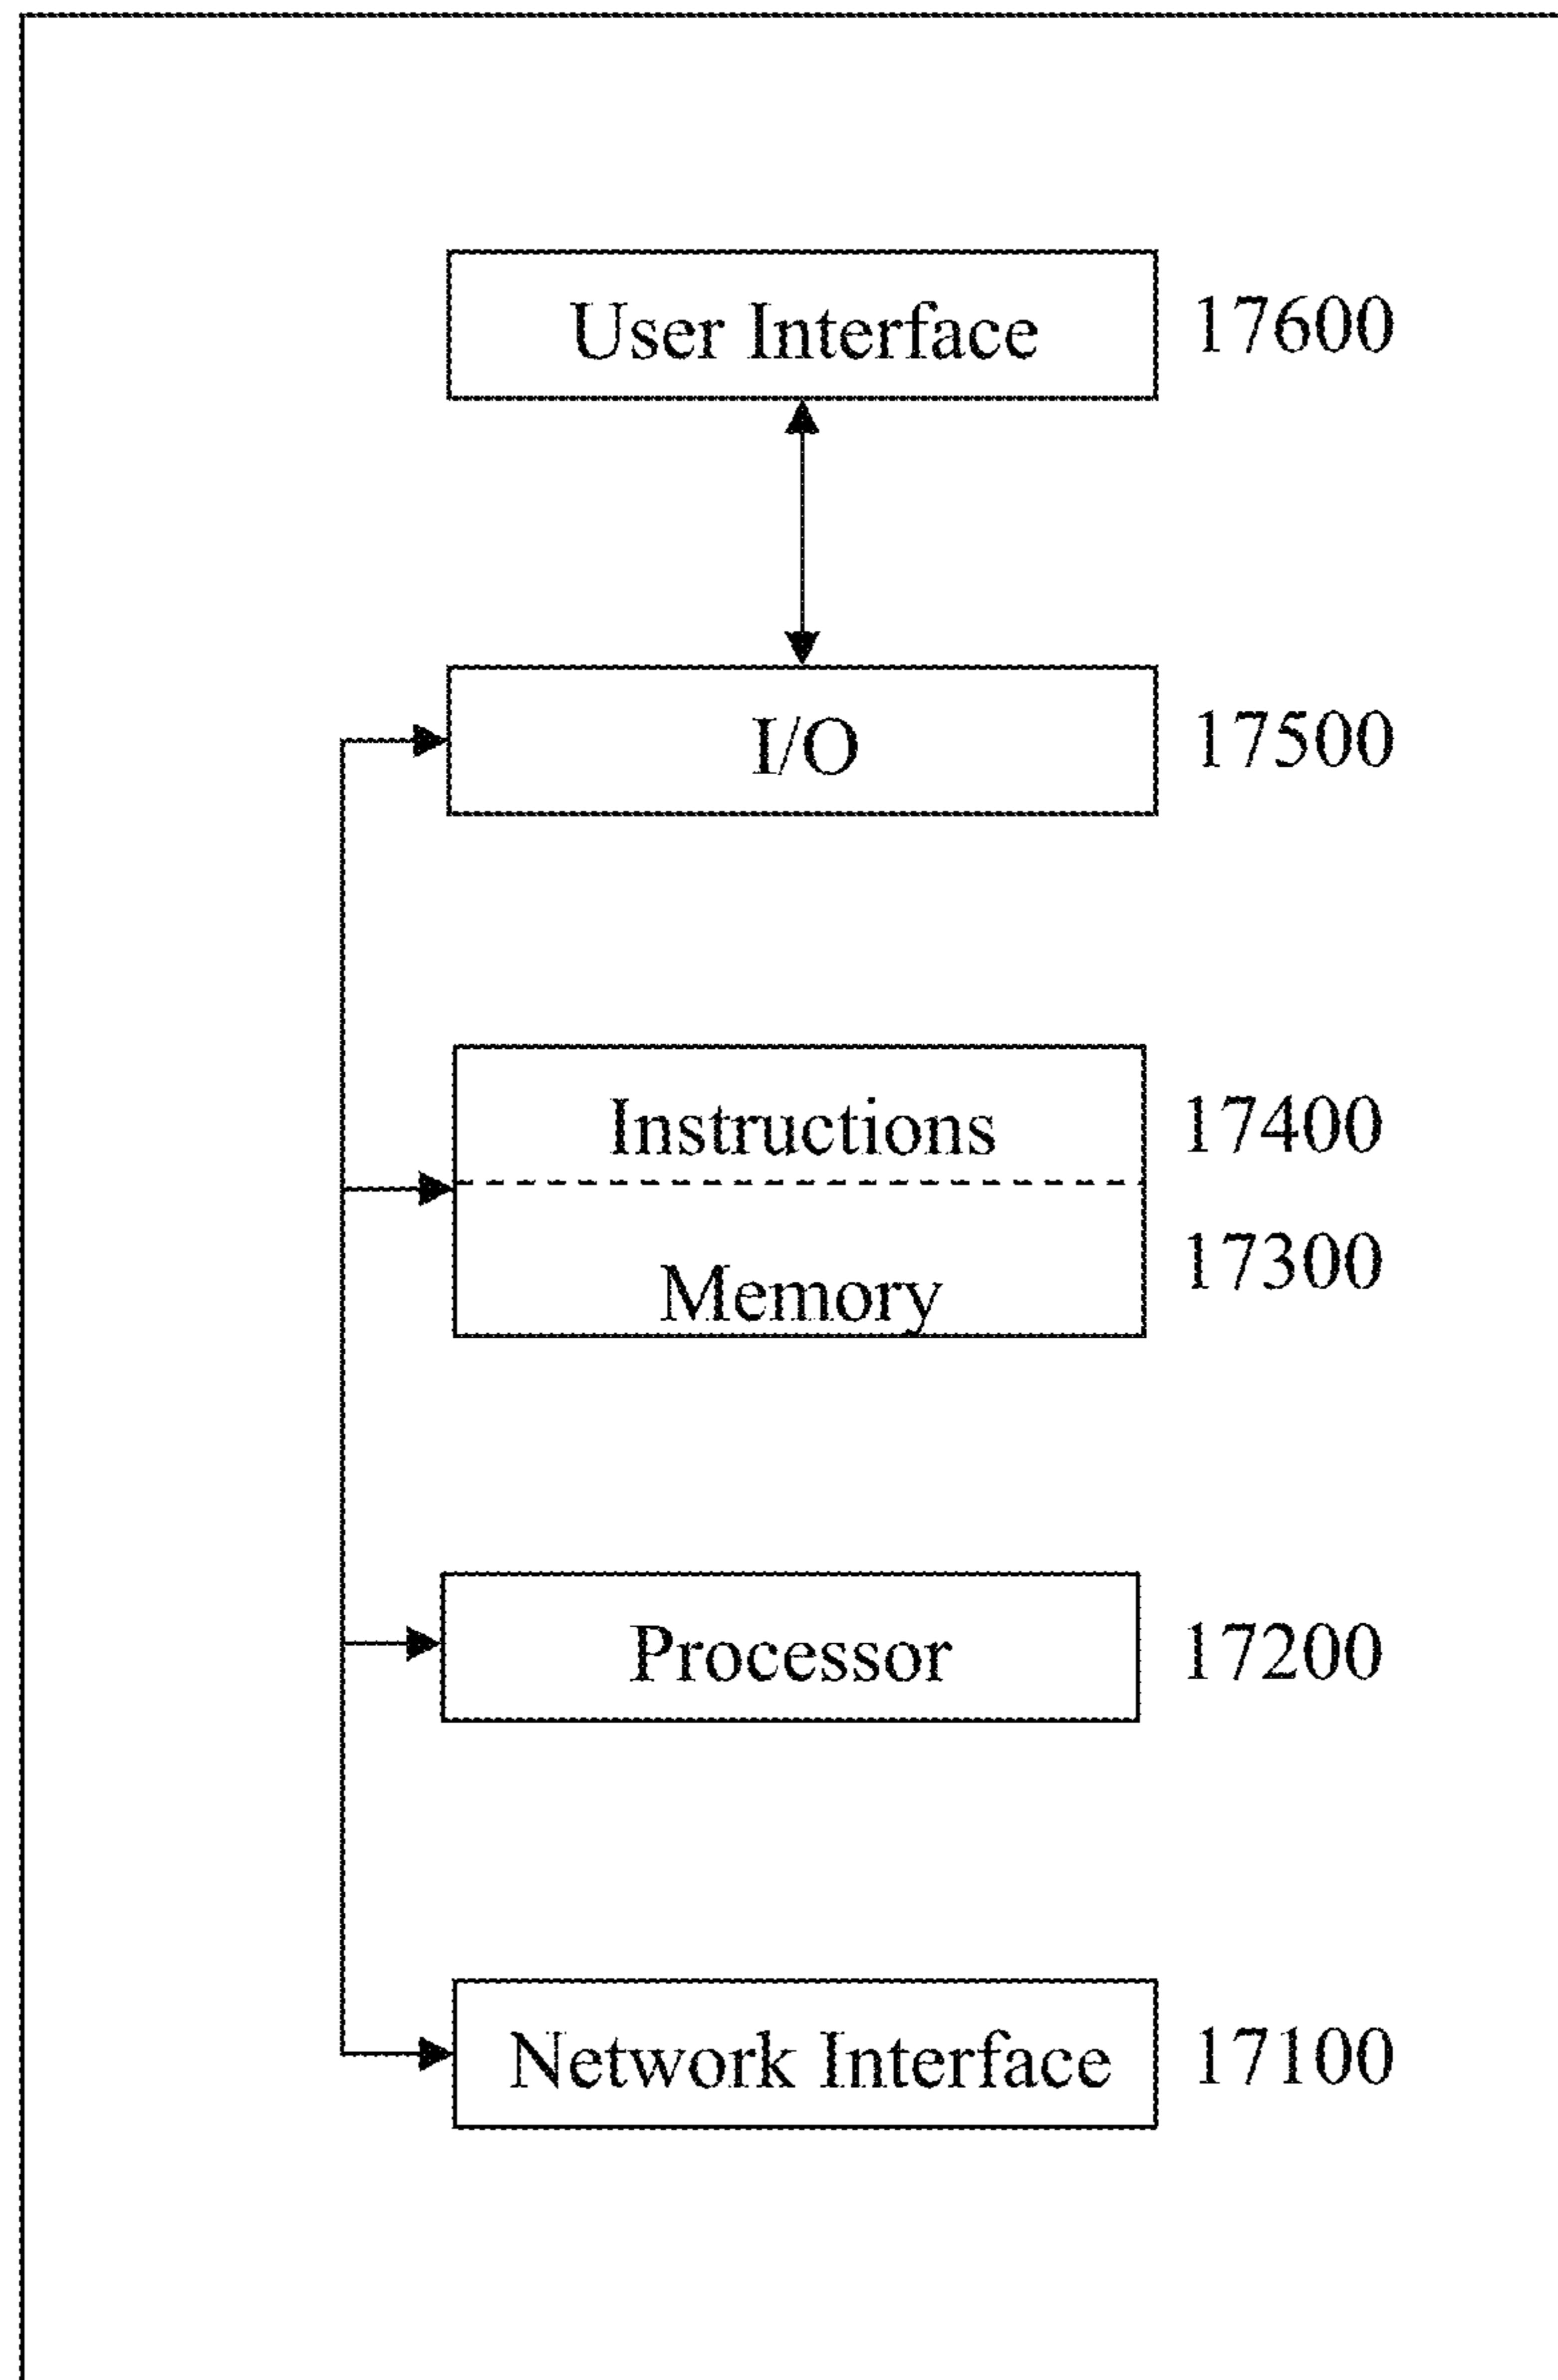 User Interface 17600
I/O 17500
Instructions 17400
Memory 17300
Processor 17200
Network Interface 17100